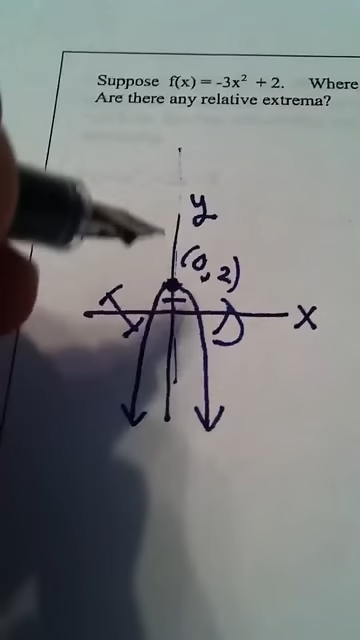 Suppose f(x) = -3x² + 2. Where
Are there any relative extrema?
y
(0, 2)
x
I
D